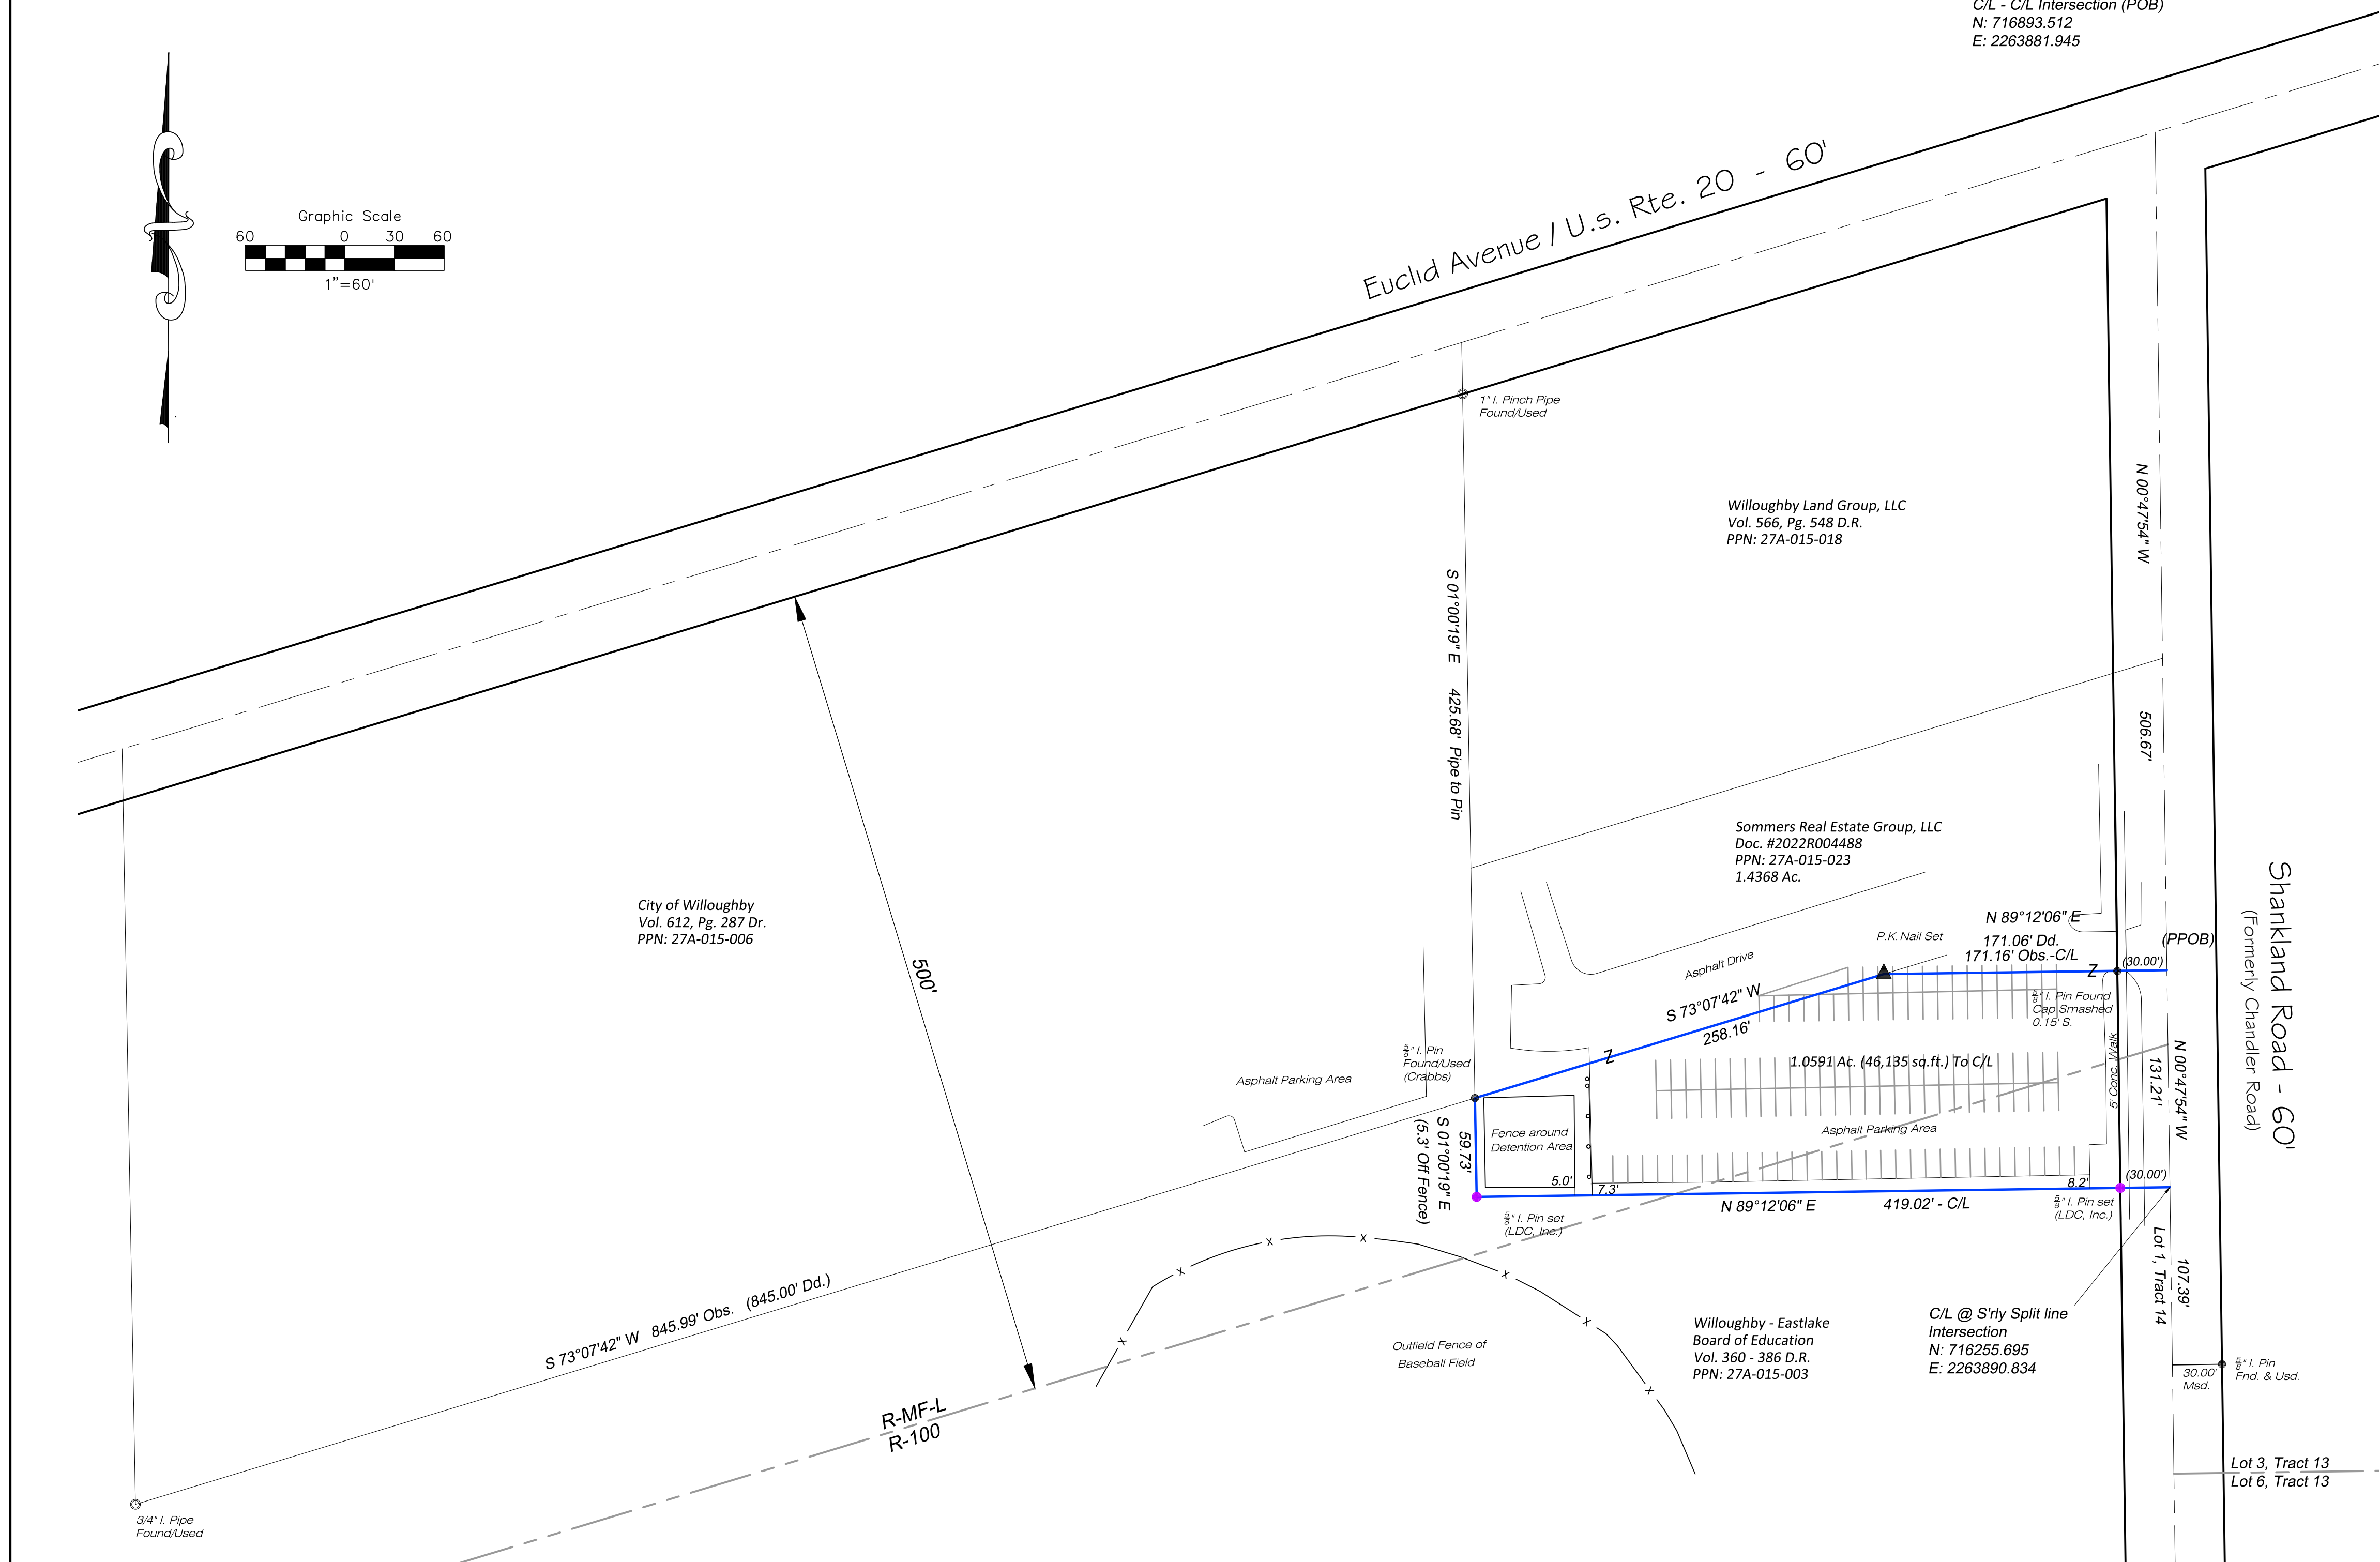 C/L - C/L Intersection (POB)
N: 716893.512
E: 2263881.945
Graphic Scale
60 0 30 60
1"=60'
Euclid Avenue / U.s. Rte. 20 - 60'
1" I. Pinch Pipe
Found/Used
Willoughby Land Group, LLC
Vol. 566, Pg. 548 D.R.
PPN: 27A-015-018
N 00°47'54" W
506.67'
S 01°00'19" E 425.68' Pipe to Pin
Sommers Real Estate Group, LLC
Doc. #2022R004488
PPN: 27A-015-023
1.4368 Ac.
City of Willoughby
Vol. 612, Pg. 287 Dr.
PPN: 27A-015-006
500'
Shankland Road - 60'
(Formerly Chandler Road)
N 89°12'06" E
171.06' Dd.
171.16' Obs.-C/L
(PPOB)
P.K. Nail Set
(30.00')
Z
Asphalt Drive
S 73°07'42" W
258.16'
Z
5/8" I. Pin Found
Cap Smashed
0.15' S.
5' Conc. Walk
5/8" I. Pin
Found/Used
(Crabbs)
Asphalt Parking Area
1.0591 Ac. (46,135 sq.ft.) To C/L
N 00°47'54" W
131.21'
Asphalt Parking Area
Fence around
Detention Area
59.73'
S 01°00'19" E
(5.3' Off Fence)
5.0'
7.3'
8.2'
(30.00')
N 89°12'06" E 419.02' - C/L
5/8" I. Pin set
(LDC, Inc.)
5/8" I. Pin set
(LDC, Inc.)
X
X
X
X
X
X
X
Lot 1, Tract 14
107.39'
S 73°07'42" W 845.99' Obs. (845.00' Dd.)
Outfield Fence of
Baseball Field
Willoughby - Eastlake
Board of Education
Vol. 360 - 386 D.R.
PPN: 27A-015-003
C/L @ S'rly Split line
Intersection
N: 716255.695
E: 2263890.834
30.00'
Msd.
5/8" I. Pin
Fnd. & Usd.
R-MF-L
R-100
Lot 3, Tract 13
Lot 6, Tract 13
3/4" I. Pipe
Found/Used